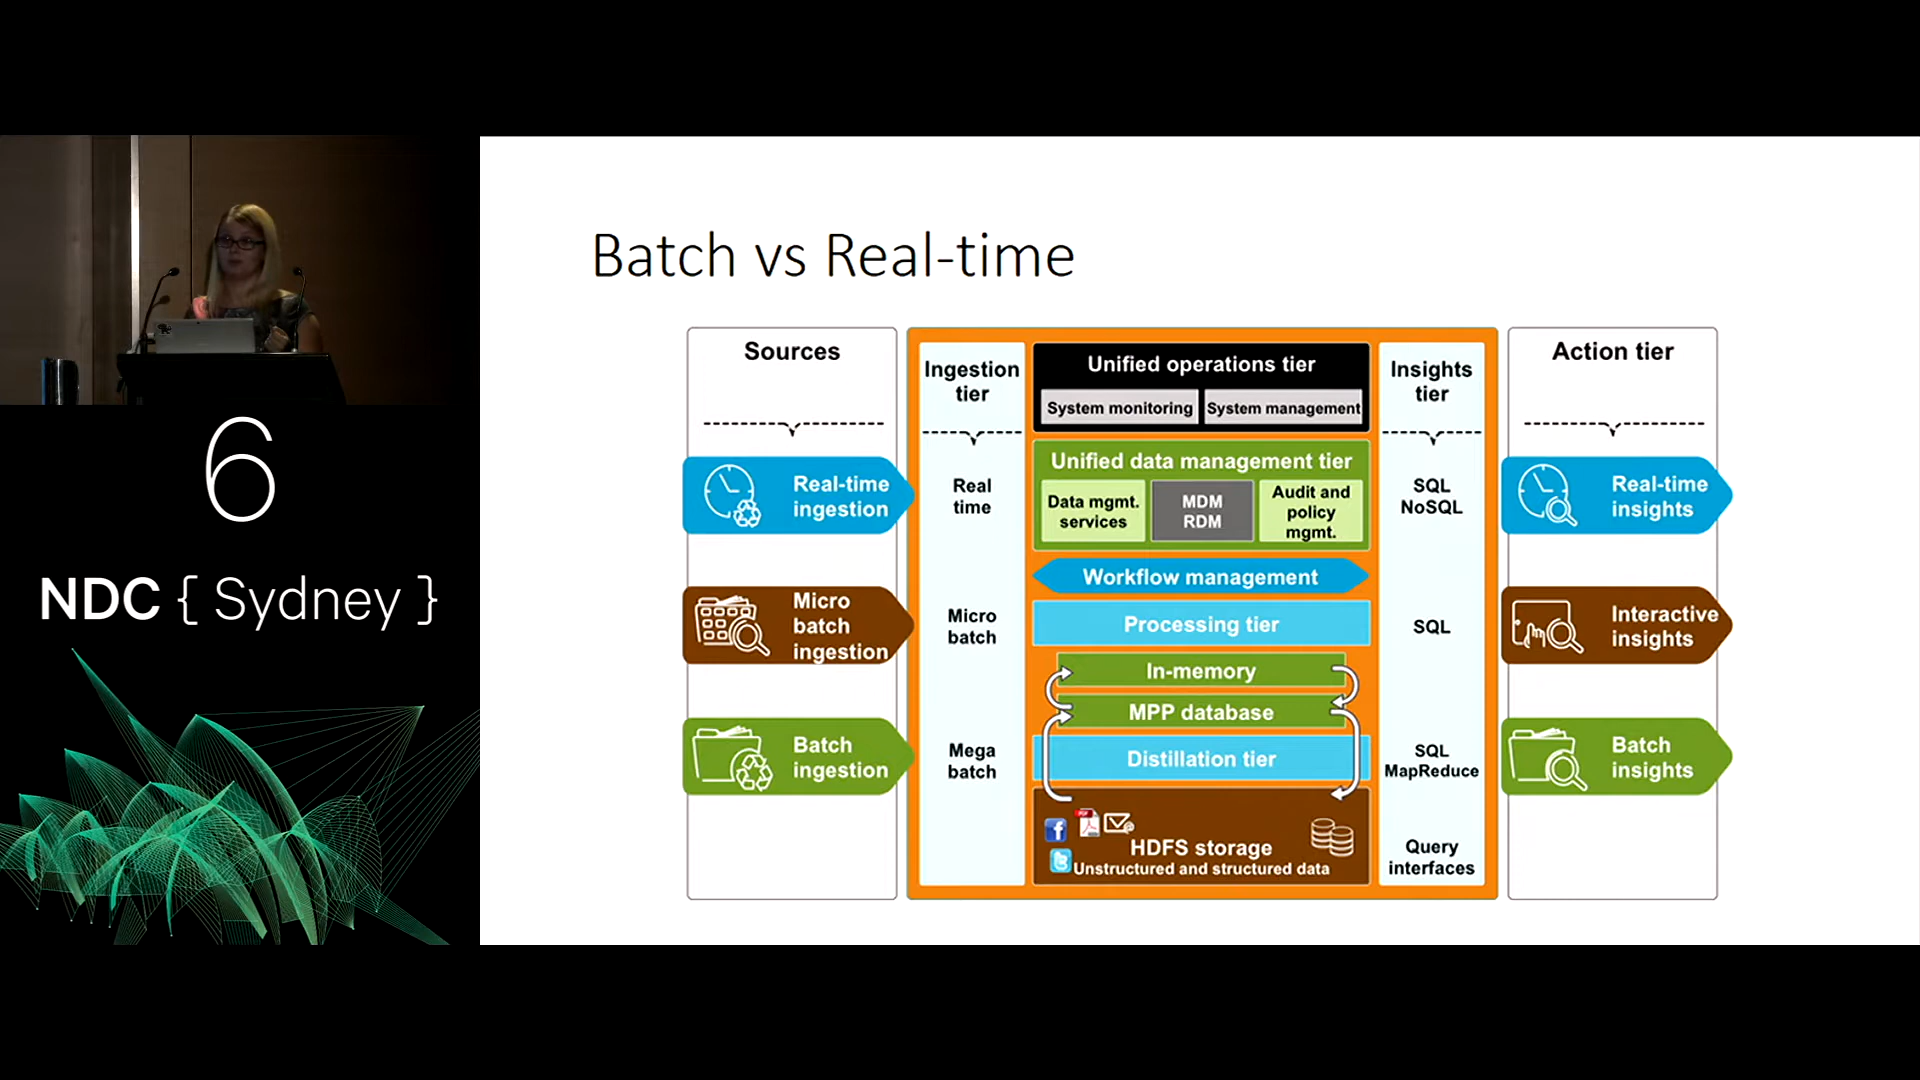 6
NDC { Sydney }
Batch vs Real-time
Sources
Real-time
ingestion
Micro
batch
ingestion
Batch
ingestion
Ingestion
tier
Real
time
Micro
batch
Mega
batch
Unified operations tier
System monitoring
System management
Unified data management tier
Data mgmt.
services
MDM
RDM
Audit and
policy
mgmt.
Workflow management
Processing tier
In-memory
MPP database
Distillation tier
HDFS storage
Unstructured and structured data
Insights
tier
SQL
NoSQL
SQL
SQL
MapReduce
Query
interfaces
Action tier
Real-time
insights
Interactive
insights
Batch
insights